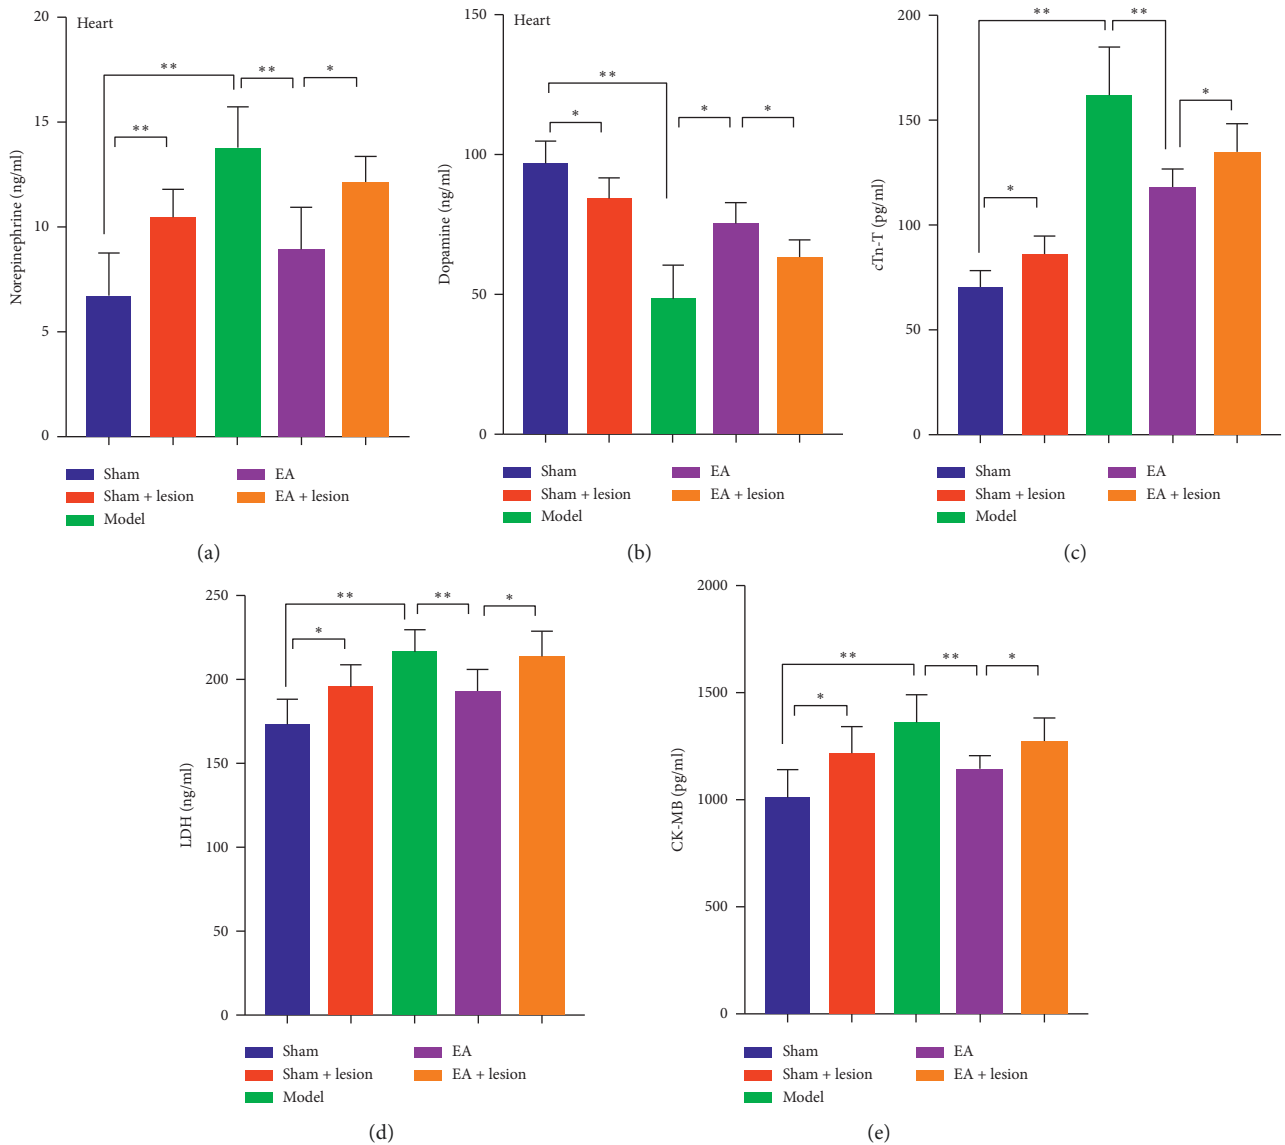 Heart
Norepinephrine (ng/ml)
20
15
10
5
0
**
**
**
*
Sham
Sham + lesion
Model
EA
EA + lesion
(a)
Heart
Dopamine (ng/ml)
150
100
50
0
**
*
*
*
Sham
Sham + lesion
Model
EA
EA + lesion
(b)
cTn-T (pg/ml)
200
150
100
50
0
**
**
*
*
Sham
Sham + lesion
Model
EA
EA + lesion
(c)
LDH (ng/ml)
250
200
150
100
50
0
**
**
*
*
Sham
Sham + lesion
Model
EA
EA + lesion
(d)
CK-MB (pg/ml)
2000
1500
1000
500
0
**
**
*
*
Sham
Sham + lesion
Model
EA
EA + lesion
(e)